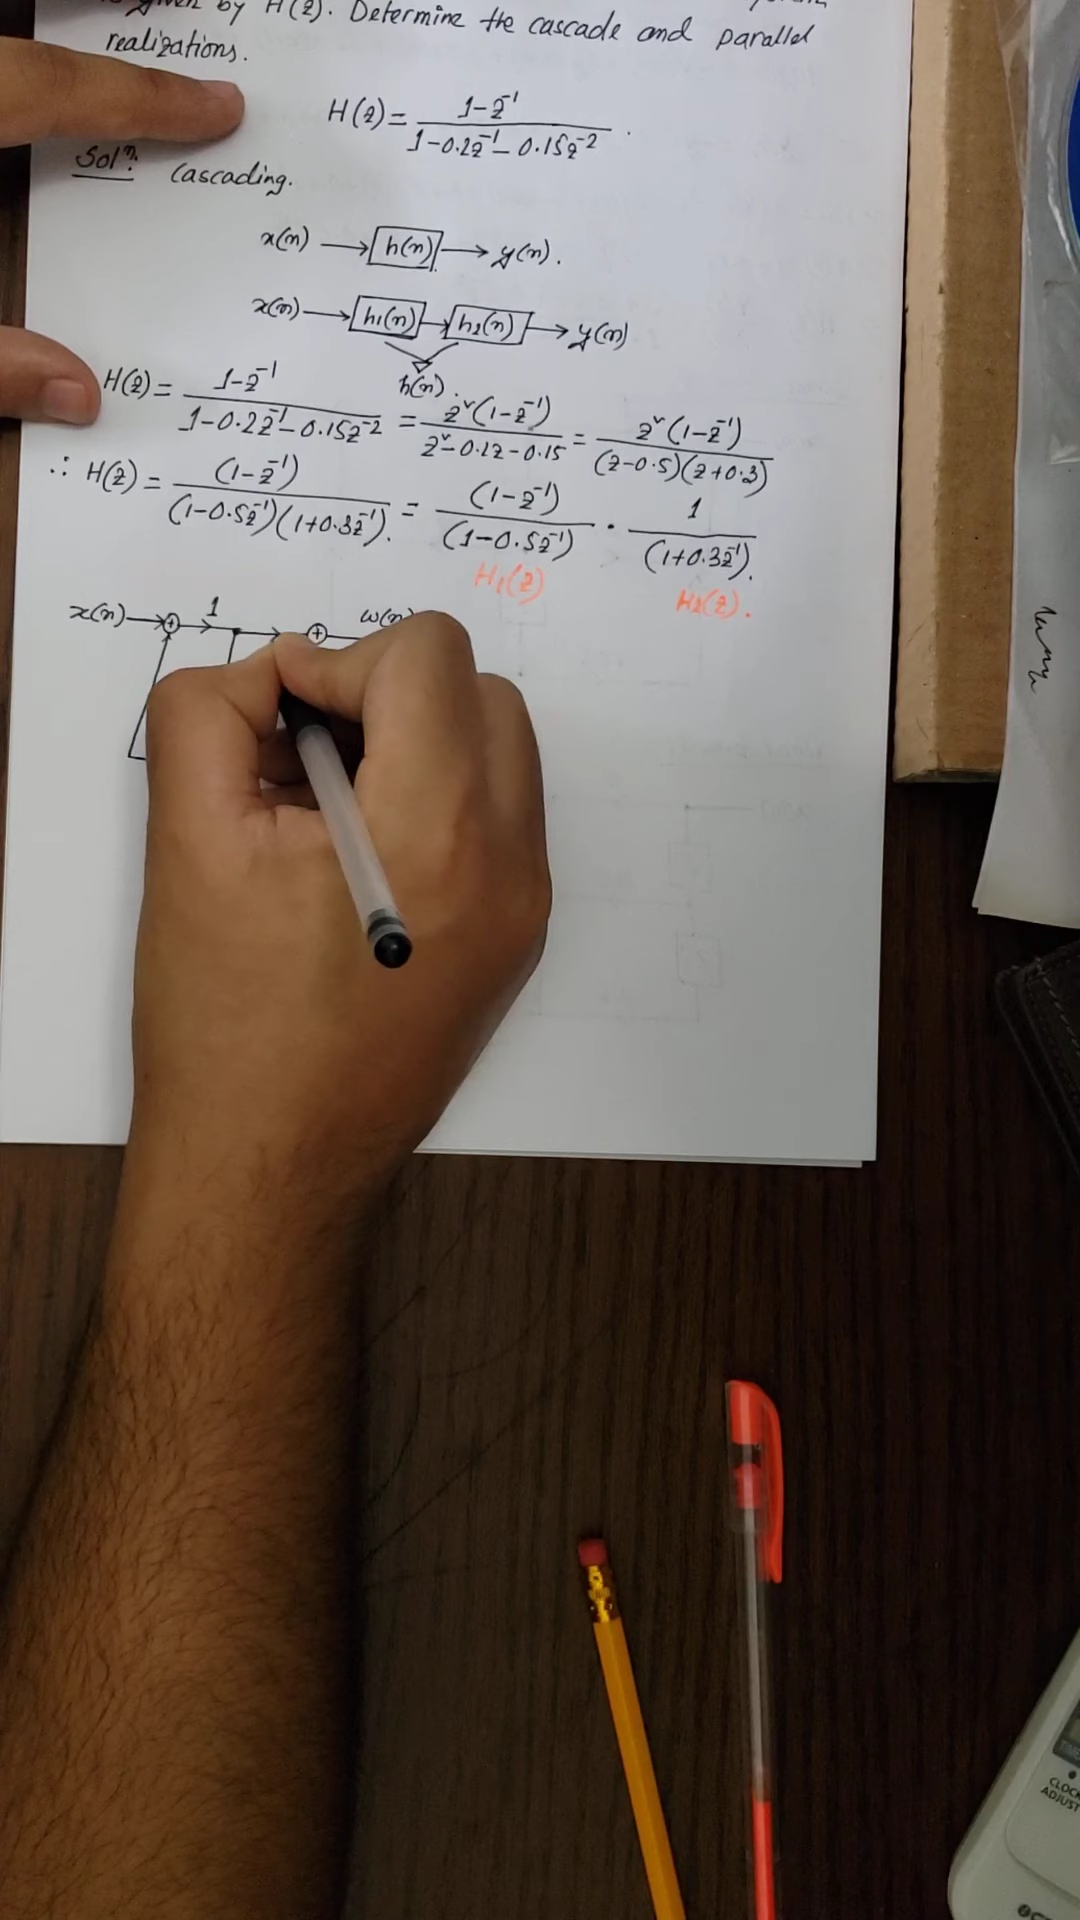 given by H(z). Determine the cascade and parallel
realizations.
H(z) = (1-z⁻¹)/(1-0.2z⁻¹-0.15z⁻²).
Solⁿ: Cascading.
x(n) → h(n) → y(n).
x(n) → h₁(n) → h₂(n) → y(n)
h(n).
H(z) = (1-z⁻¹)/(1-0.2z⁻¹-0.15z⁻²) = z²(1-z⁻¹)/(z²-0.2z-0.15) = z²(1-z⁻¹)/((z-0.5)(z+0.3))
∴ H(z) = (1-z⁻¹)/((1-0.5z⁻¹)(1+0.3z⁻¹)). = (1-z⁻¹)/(1-0.5z⁻¹) · 1/(1+0.3z⁻¹).
H₁(z) H₂(z).
x(n) → + 1 → + w(n)
CLOCK
ADJUST